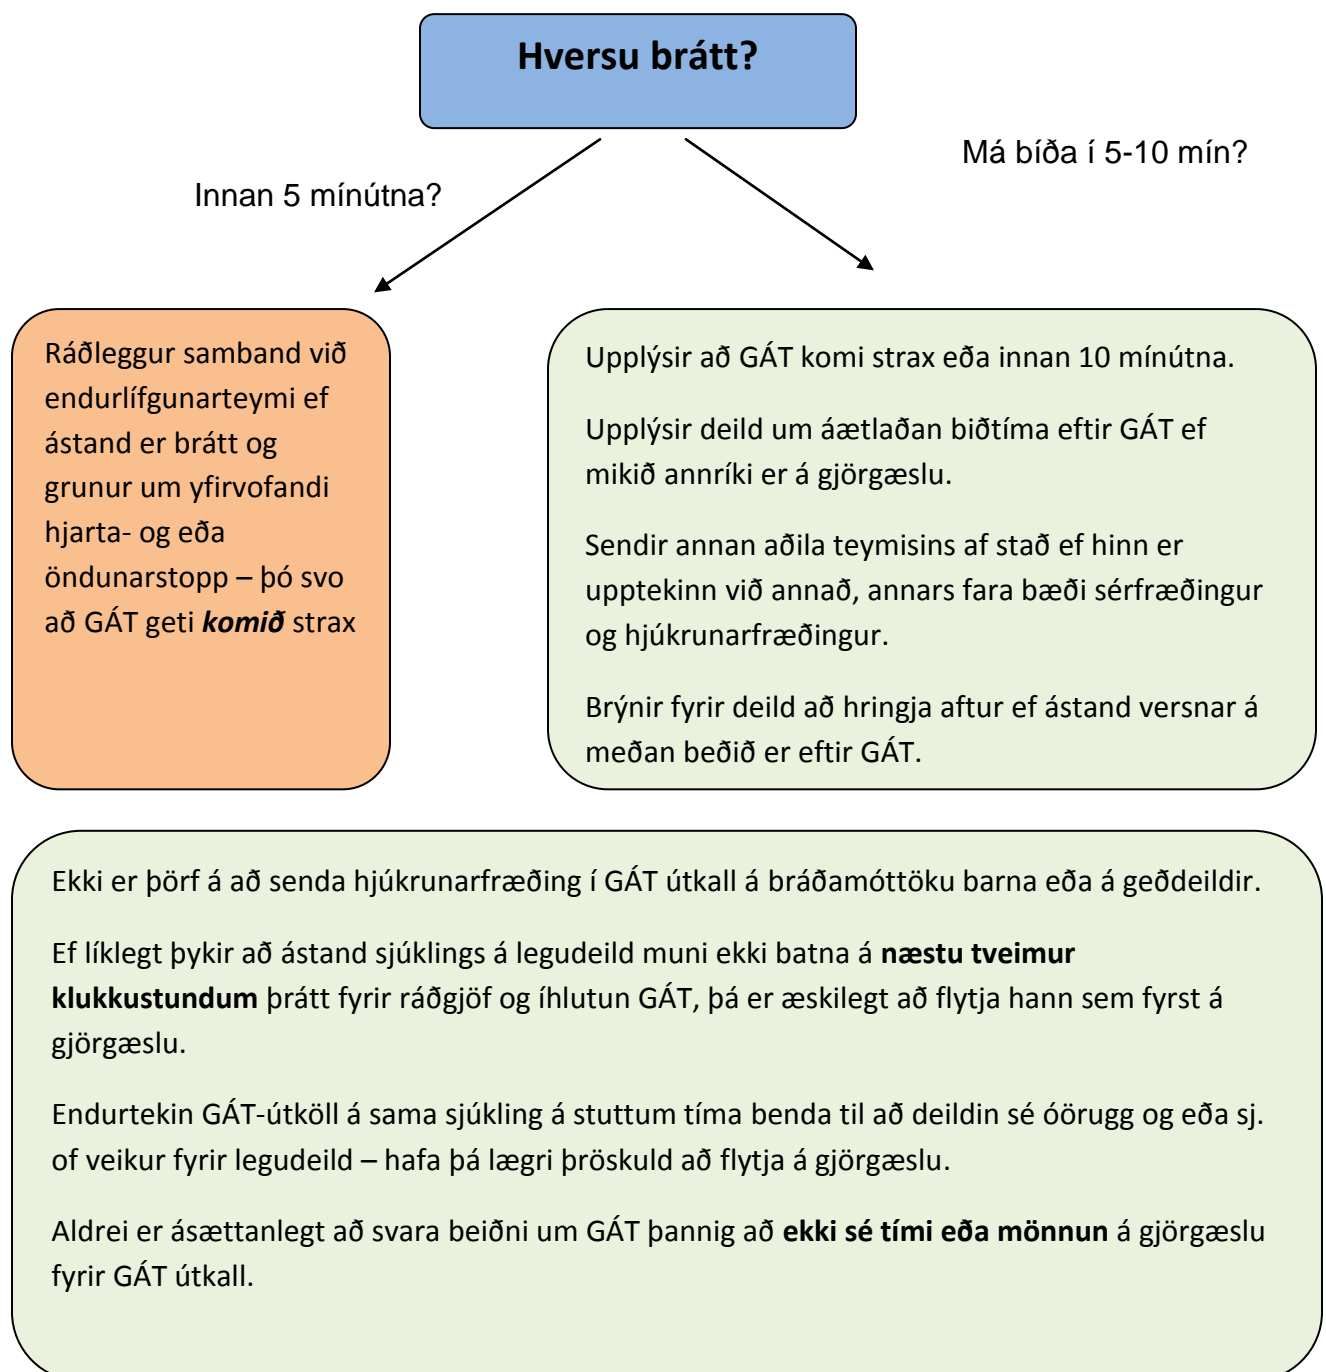 Hversu brátt?
Má bíða í 5-10 mín?
Innan 5 mínútna?
Ráðleggur samband við
endurlífgunarteymi ef
ástand er brátt og
grunur um yfirvofandi
hjarta- og eða
öndunarstopp – þó svo
að GÁT geti komið strax
Upplýsir að GÁT komi strax eða innan 10 mínútna.
Upplýsir deild um áætlaðan biðtíma eftir GÁT ef
mikið annríki er á gjörgæslu.
Sendir annan aðila teymisins af stað ef hinn er
upptekinn við annað, annars fara bæði sérfræðingur
og hjúkrunarfræðingur.
Brýnir fyrir deild að hringja aftur ef ástand versnar á
meðan beðið er eftir GÁT.
Ekki er þörf á að senda hjúkrunarfræðing í GÁT útkall á bráðamóttöku barna eða á geðdeildir.
Ef líklegt þykir að ástand sjúklings á legudeild muni ekki batna á næstu tveimur
klukkustundum þrátt fyrir ráðgjöf og íhlutun GÁT, þá er æskilegt að flytja hann sem fyrst á
gjörgæslu.
Endurtekin GÁT-útköll á sama sjúkling á stuttum tíma benda til að deildin sé óörugg og eða sj.
of veikur fyrir legudeild – hafa þá lægri þröskuld að flytja á gjörgæslu.
Aldrei er ásættanlegt að svara beiðni um GÁT þannig að ekki sé tími eða mönnun á gjörgæslu
fyrir GÁT útkall.